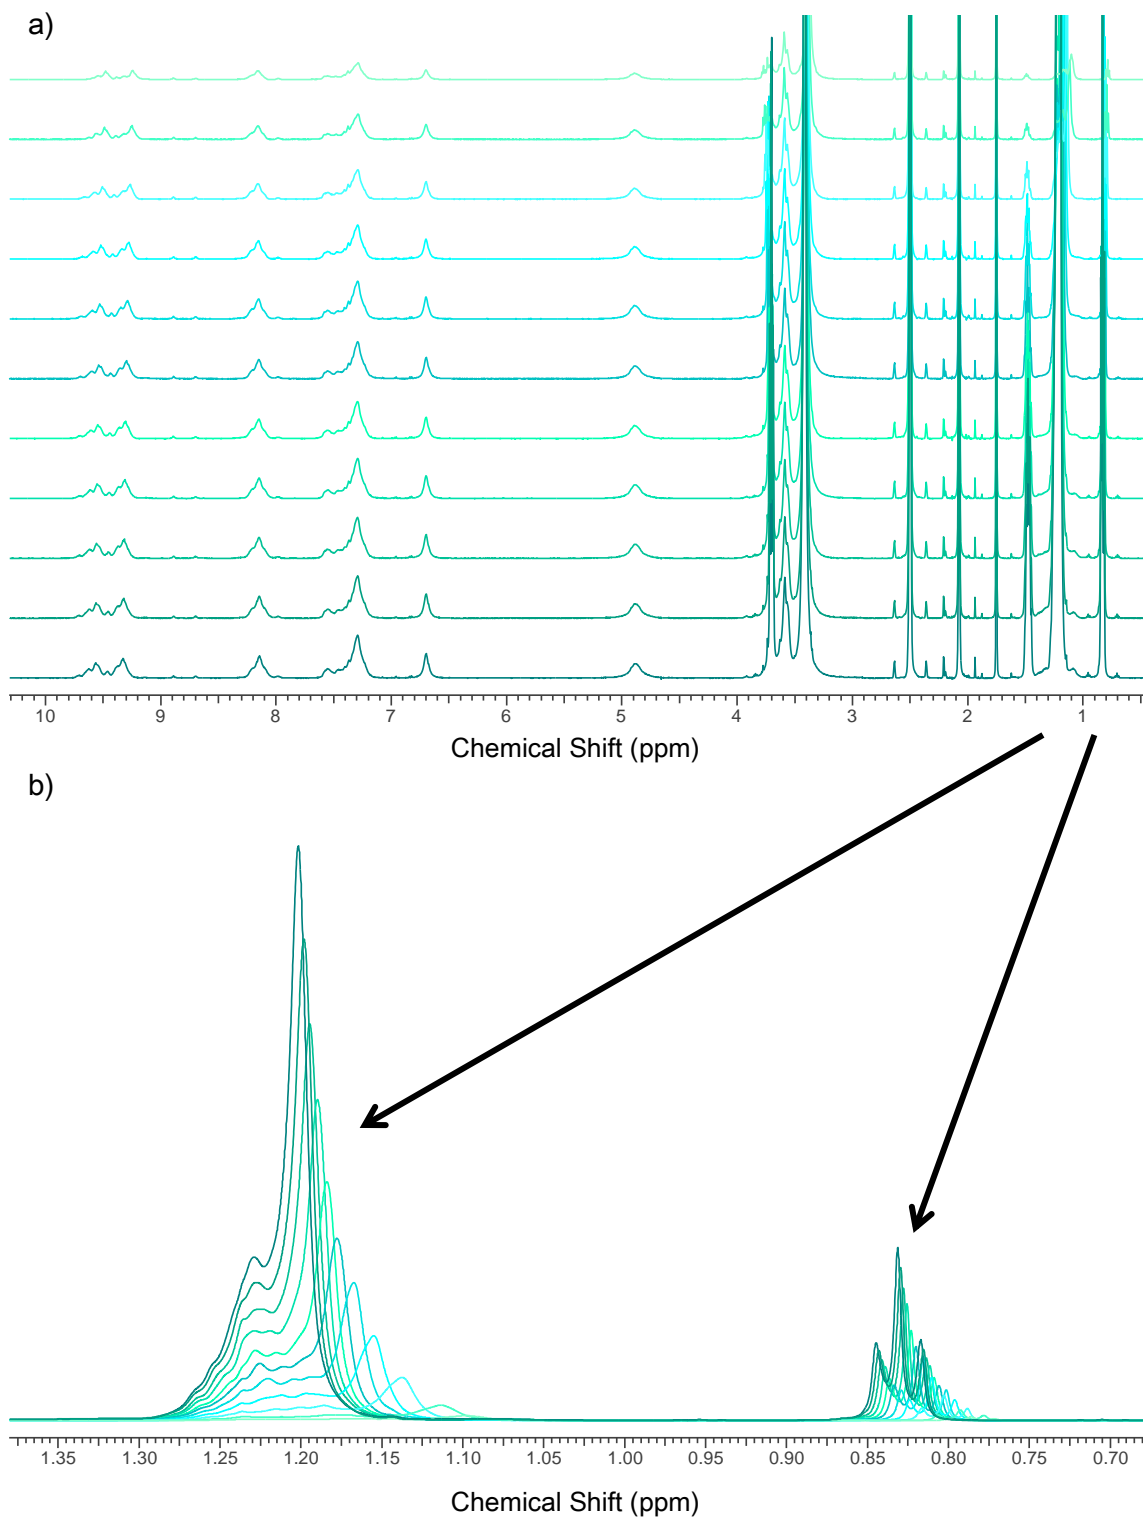 a)
10 9 8 7 6 5 4 3 2 1
Chemical Shift (ppm)
b)
1.35 1.30 1.25 1.20 1.15 1.10 1.05 1.00 0.95 0.90 0.85 0.80 0.75 0.70
Chemical Shift (ppm)